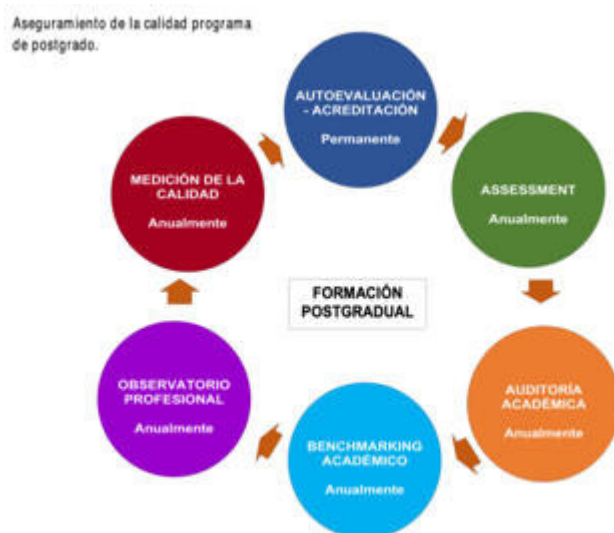 Aseguramiento de la calidad programa
de postgrado.
AUTOEVALUACIÓN
- ACREDITACIÓN
Permanente
ASSESSMENT
Anualmente
AUDITORÍA
ACADÉMICA
Anualmente
BENCHMARKING
ACADÉMICO
Anualmente
OBSERVATORIO
PROFESIONAL
Anualmente
MEDICIÓN DE LA
CALIDAD
Anualmente
FORMACIÓN
POSTGRADUAL